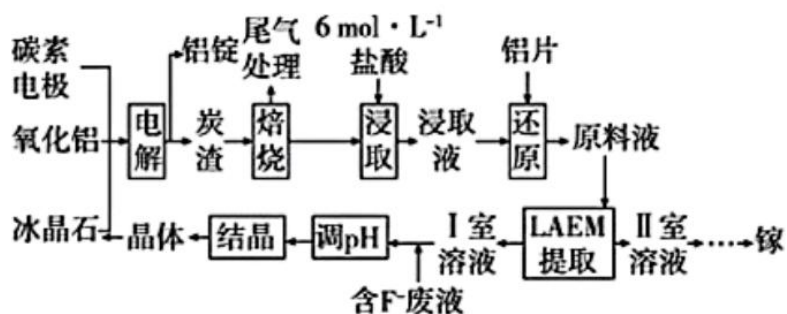 碳素
电极
氧化铝
冰晶石
电
解
铝锭
炭
渣
尾气
处理
焙
烧
6 mol·L⁻¹
盐酸
浸
取
浸取
液
铝片
还
原
原料液
LAEM
提取
Ⅰ室
溶液
Ⅱ室
溶液
……
镓
含F⁻废液
调pH
结晶
晶体